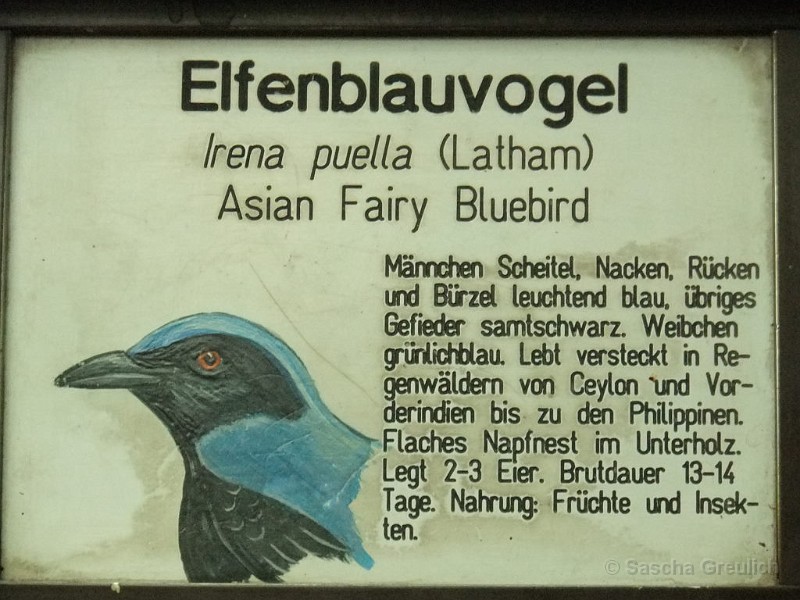 Elfenblauvogel
Irena puella (Latham)
Asian Fairy Bluebird
Männchen Scheitel, Nacken, Rücken
und Bürzel leuchtend blau, übriges
Gefieder samtschwarz. Weibchen
grünlichblau. Lebt versteckt in Re-
genwäldern von Ceylon und Vor-
derindien bis zu den Philippinen.
Flaches Napfnest im Unterholz.
Legt 2-3 Eier. Brutdauer 13-14
Tage. Nahrung: Früchte und Insek-
ten.
© Sascha Greulich